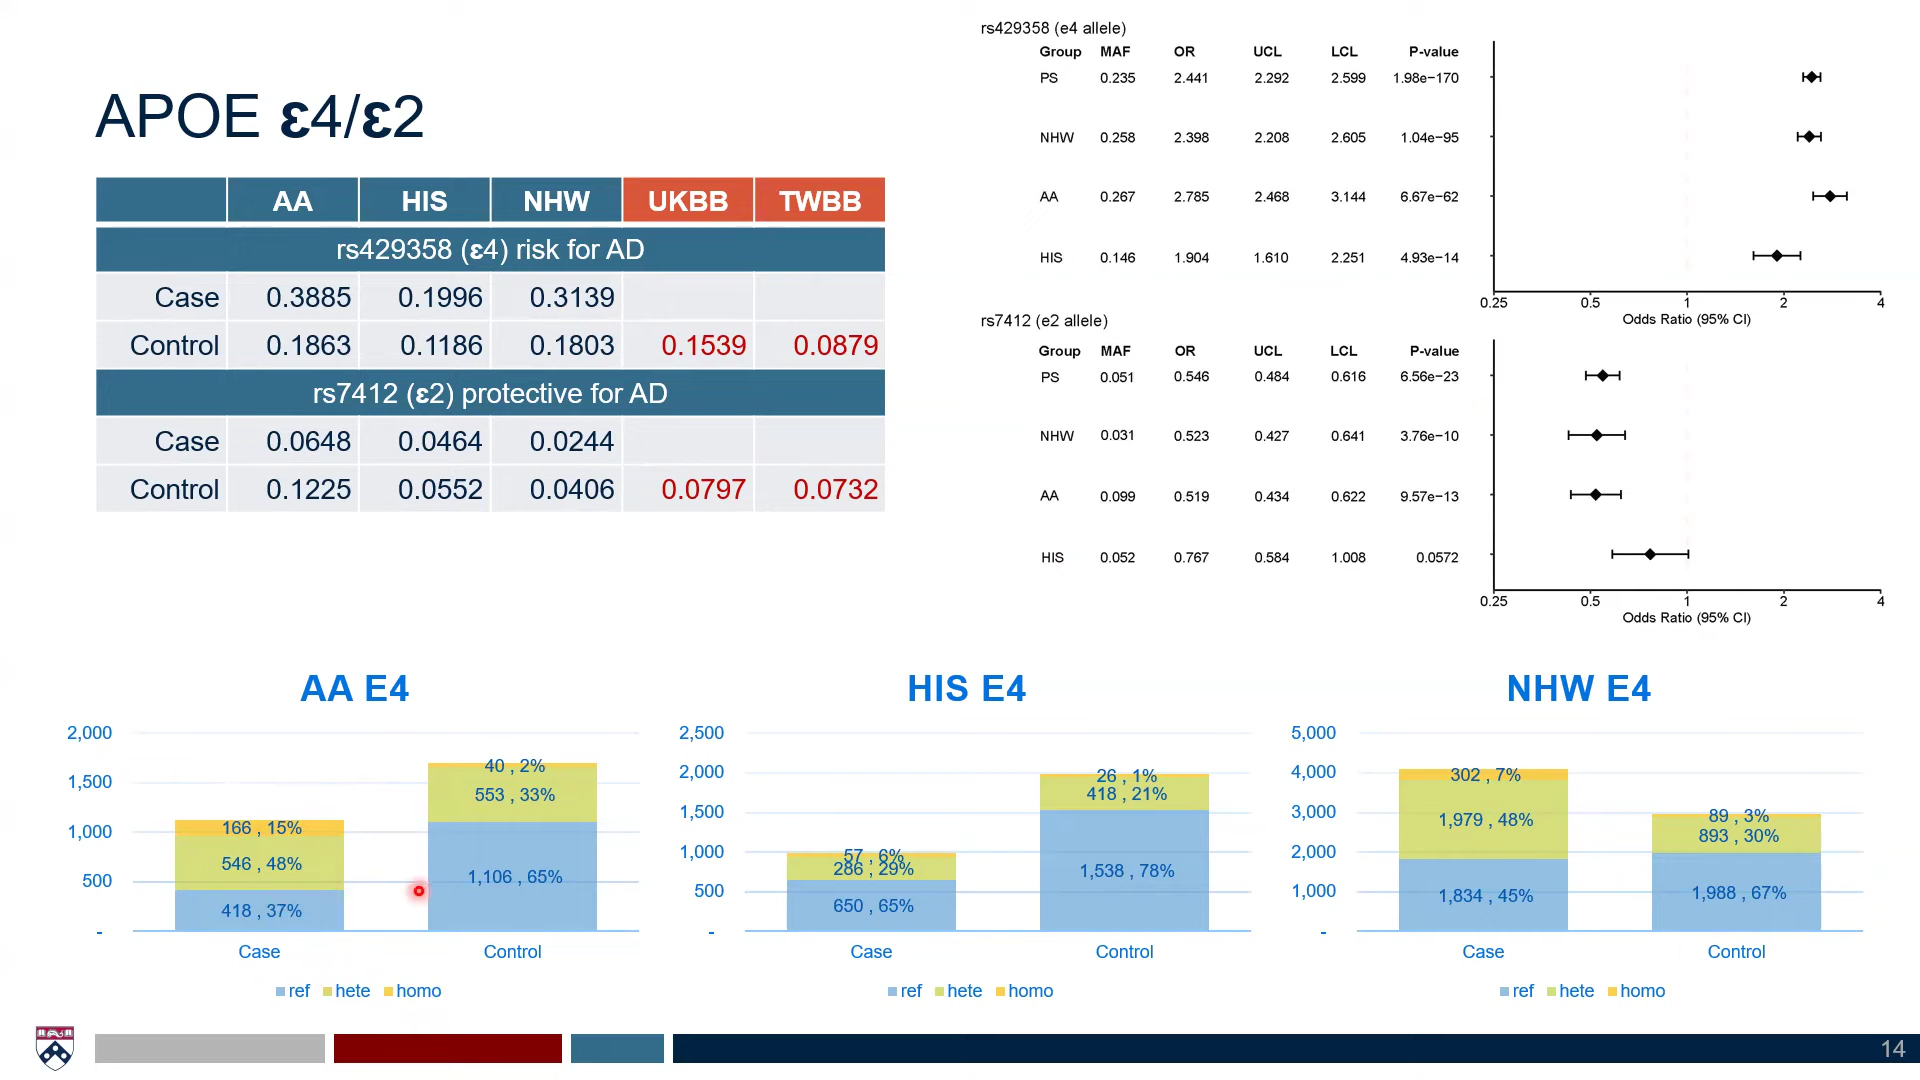 APOE ε4/ε2
AA HIS NHW UKBB TWBB
rs429358 (ε4) risk for AD
Case 0.3885 0.1996 0.3139
Control 0.1863 0.1186 0.1803 0.1539 0.0879
rs7412 (ε2) protective for AD
Case 0.0648 0.0464 0.0244
Control 0.1225 0.0552 0.0406 0.0797 0.0732
rs429358 (e4 allele)
Group MAF OR UCL LCL P-value
PS 0.235 2.441 2.292 2.599 1.98e−170
NHW 0.258 2.398 2.208 2.605 1.04e−95
AA 0.267 2.785 2.468 3.144 6.67e−62
HIS 0.146 1.904 1.610 2.251 4.93e−14
0.25 0.5 1 2 4
Odds Ratio (95% CI)
rs7412 (e2 allele)
Group MAF OR UCL LCL P-value
PS 0.051 0.546 0.484 0.616 6.56e−23
NHW 0.031 0.523 0.427 0.641 3.76e−10
AA 0.099 0.519 0.434 0.622 9.57e−13
HIS 0.052 0.767 0.584 1.008 0.0572
0.25 0.5 1 2 4
Odds Ratio (95% CI)
AA E4
2,000
1,500
1,000
500
-
166 , 15%
546 , 48%
418 , 37%
40 , 2%
553 , 33%
1,106 , 65%
Case Control
ref hete homo
HIS E4
2,500
2,000
1,500
1,000
500
-
57 , 6%
286 , 29%
650 , 65%
26 , 1%
418 , 21%
1,538 , 78%
Case Control
ref hete homo
NHW E4
5,000
4,000
3,000
2,000
1,000
-
302 , 7%
1,979 , 48%
1,834 , 45%
89 , 3%
893 , 30%
1,988 , 67%
Case Control
ref hete homo
14